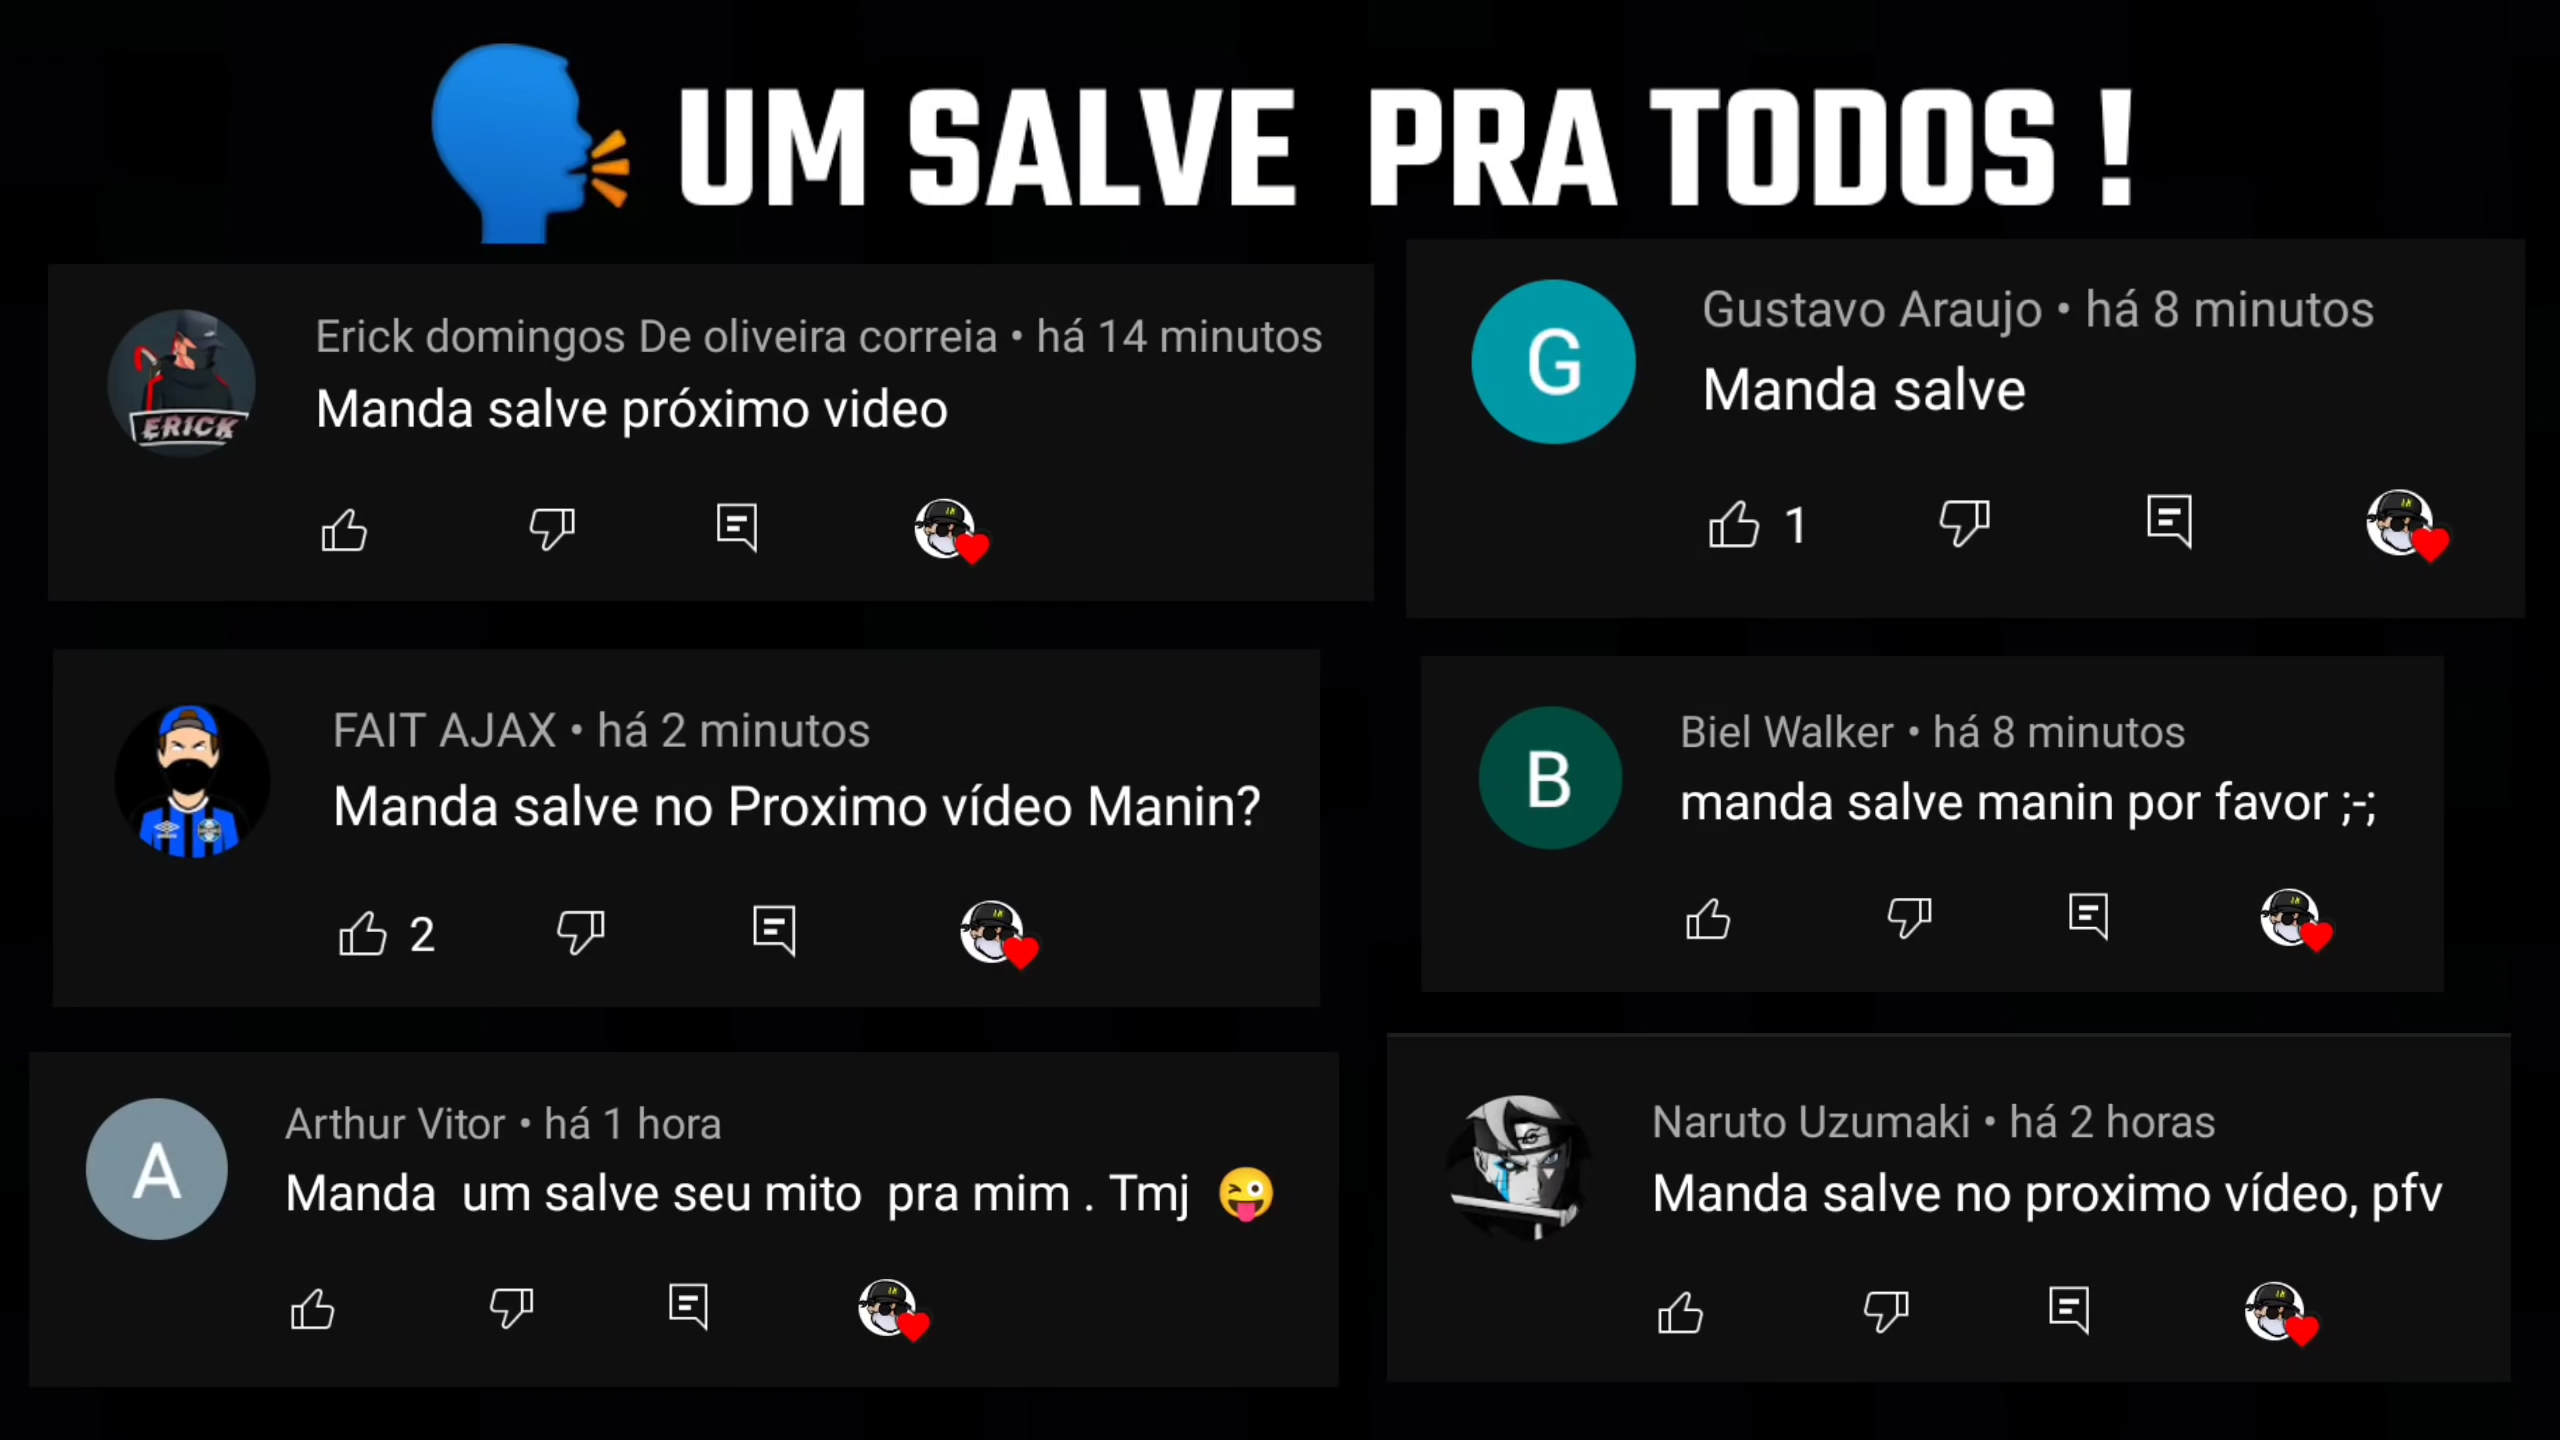 UM SALVE PRA TODOS !
Erick domingos De oliveira correia • há 14 minutos
Manda salve próximo video
ERICK
Gustavo Araujo • há 8 minutos
Manda salve
G
1
FAIT AJAX • há 2 minutos
Manda salve no Proximo vídeo Manin?
2
Biel Walker • há 8 minutos
manda salve manin por favor ;-;
B
Arthur Vitor • há 1 hora
Manda um salve seu mito pra mim . Tmj 😜
A
Naruto Uzumaki • há 2 horas
Manda salve no proximo vídeo, pfv